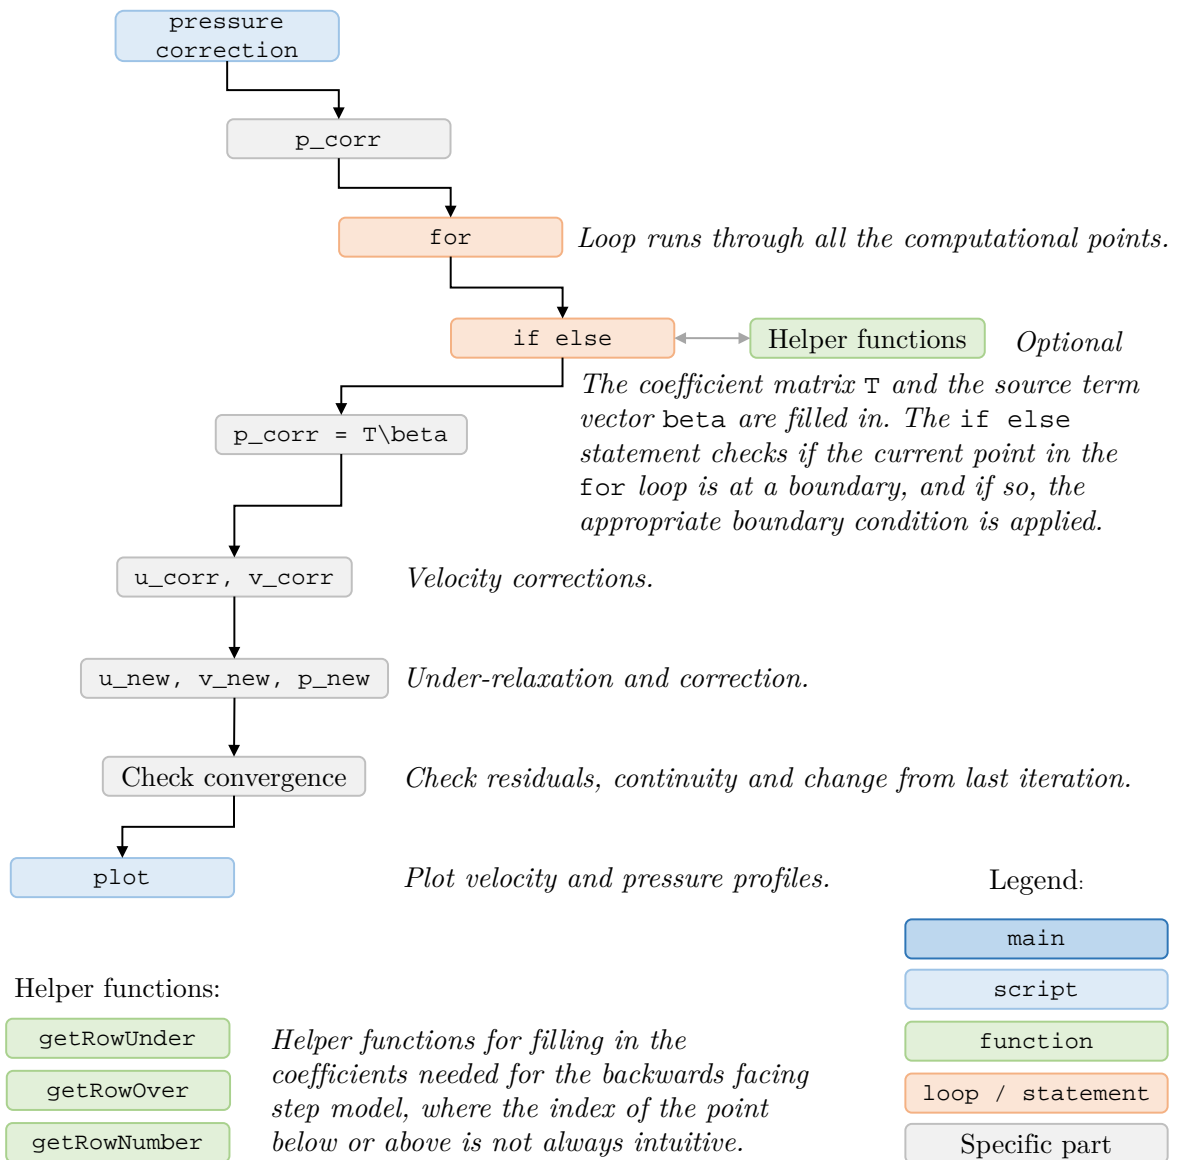 pressure
correction
p_corr
for
Loop runs through all the computational points.
if else
Helper functions
Optional
The coefficient matrix T and the source term
vector beta are filled in. The if else
statement checks if the current point in the
for loop is at a boundary, and if so, the
appropriate boundary condition is applied.
p_corr = T\beta
u_corr, v_corr
Velocity corrections.
u_new, v_new, p_new
Under-relaxation and correction.
Check convergence
Check residuals, continuity and change from last iteration.
plot
Plot velocity and pressure profiles.
Legend:
main
script
function
loop / statement
Specific part
Helper functions:
getRowUnder
getRowOver
getRowNumber
Helper functions for filling in the
coefficients needed for the backwards facing
step model, where the index of the point
below or above is not always intuitive.